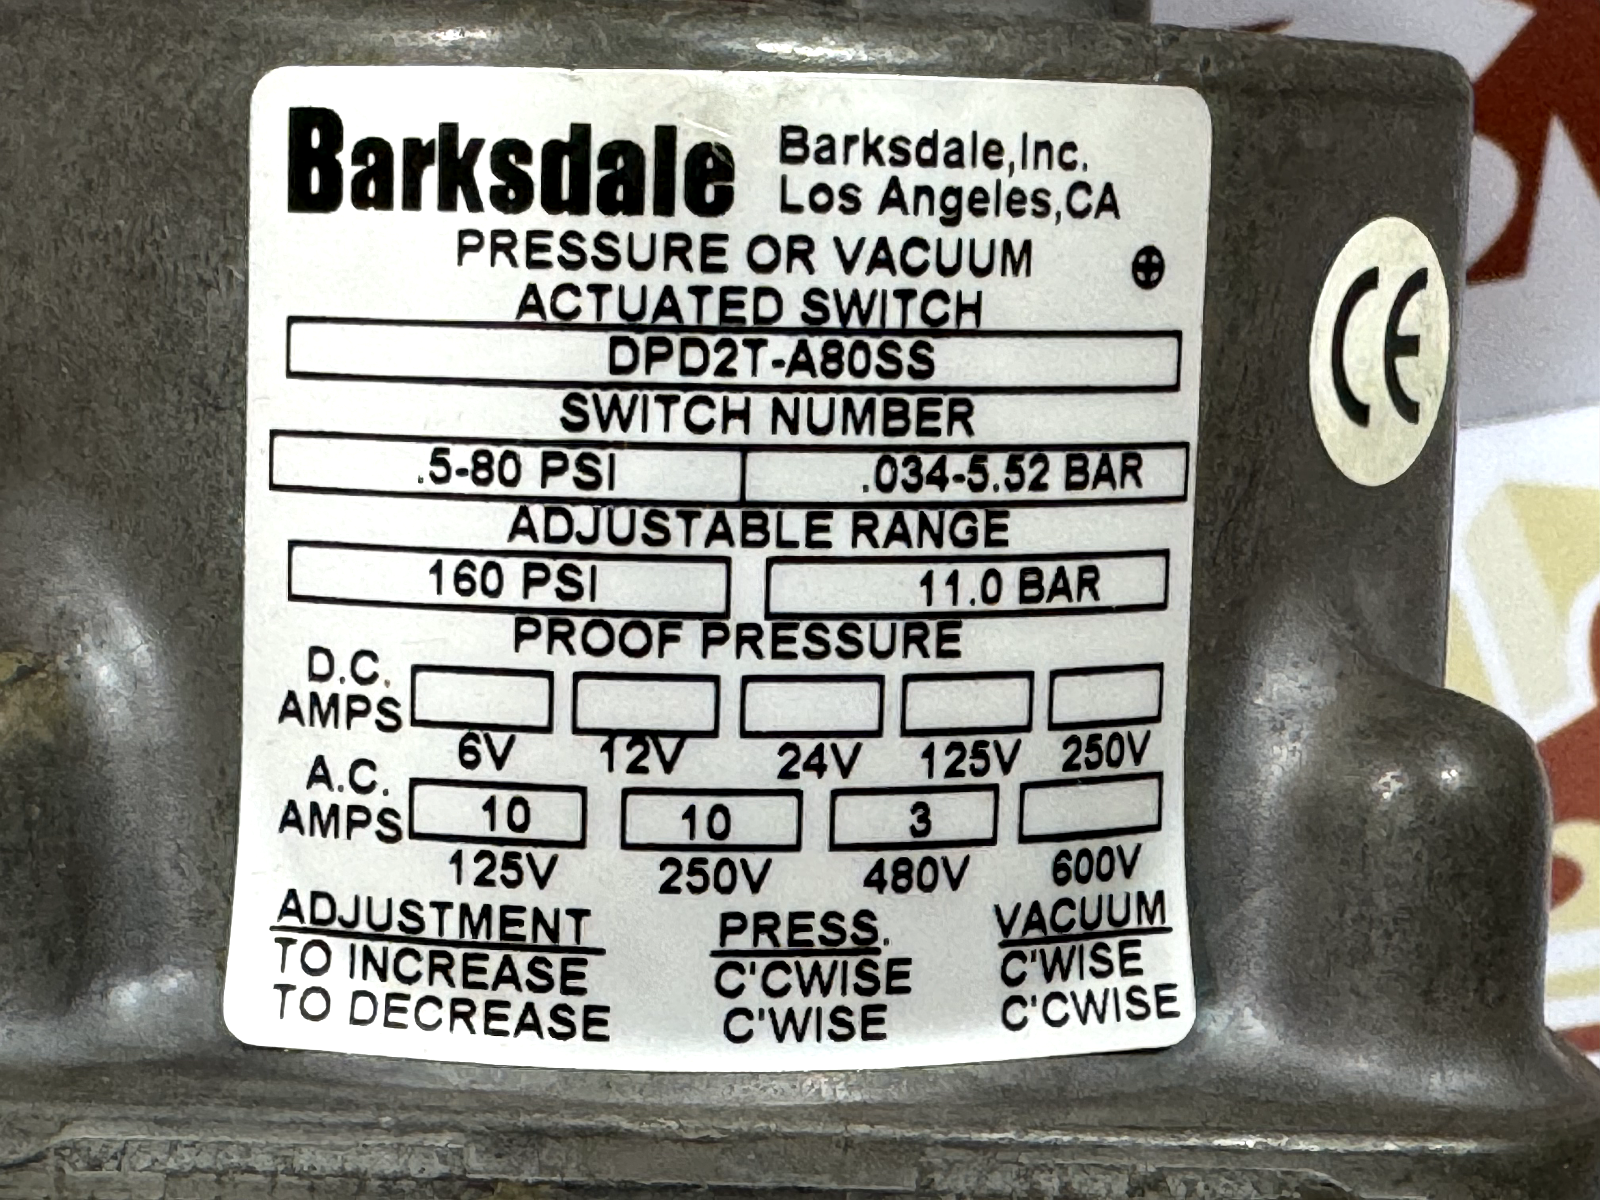 Barksdale
Barksdale,Inc.
Los Angeles,CA
PRESSURE OR VACUUM
ACTUATED SWITCH
DPD2T-A80SS
SWITCH NUMBER
.5-80 PSI .034-5.52 BAR
ADJUSTABLE RANGE
160 PSI 11.0 BAR
PROOF PRESSURE
D.C.
AMPS
6V 12V 24V 125V 250V
A.C.
AMPS 10 10 3
125V 250V 480V 600V
ADJUSTMENT PRESS. VACUUM
TO INCREASE C'CWISE C'WISE
TO DECREASE C'WISE C'CWISE
CE